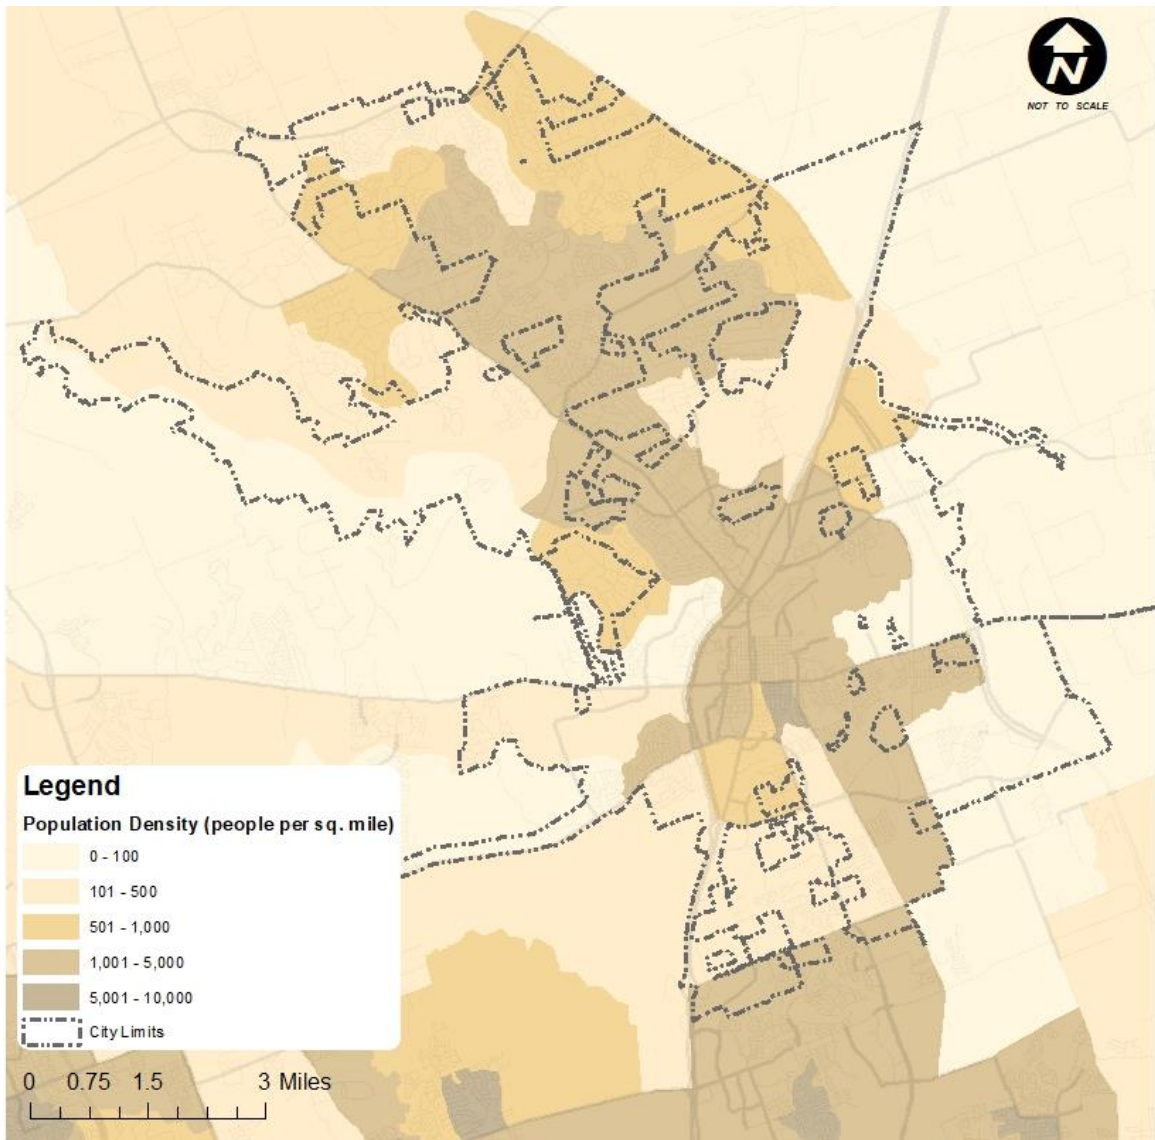 N
NOT TO SCALE
Legend
Population Density (people per sq. mile)
0 - 100
101 - 500
501 - 1,000
1,001 - 5,000
5,001 - 10,000
City Limits
0 0.75 1.5 3 Miles